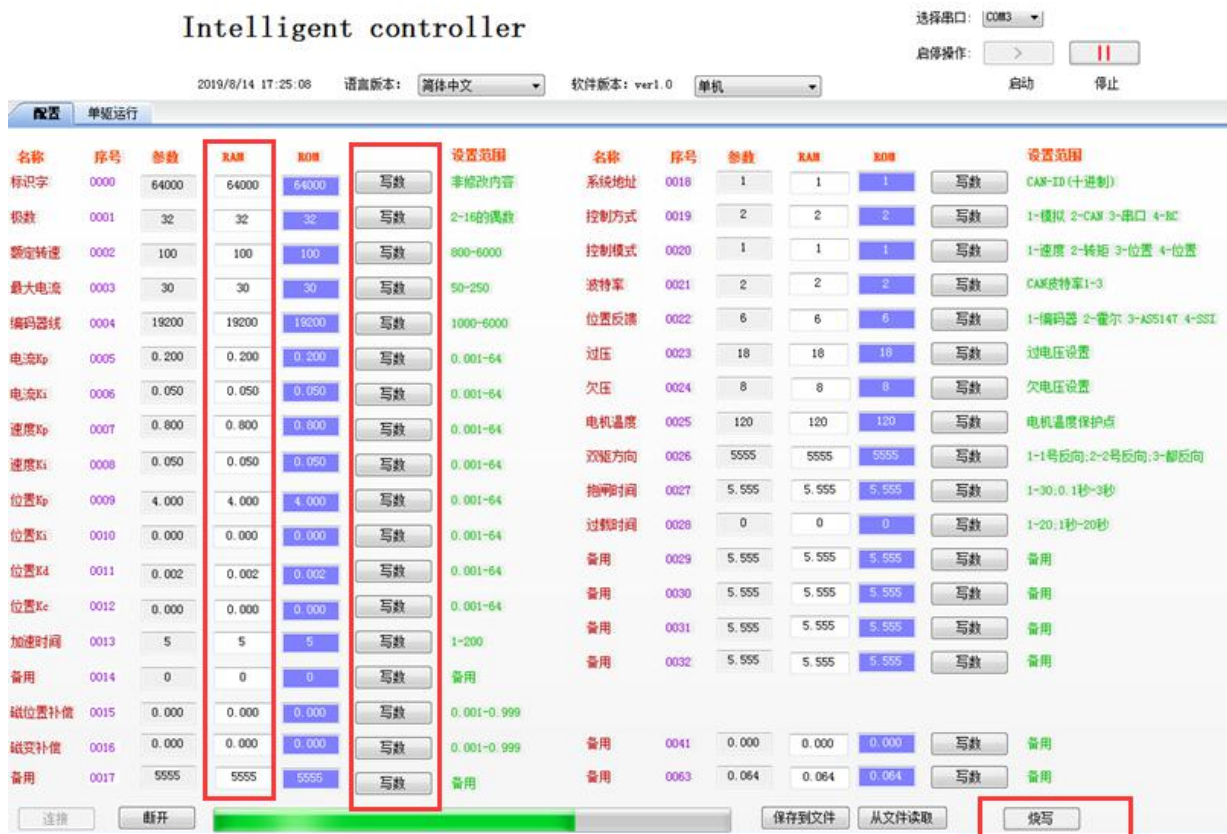 Intelligent controller
选择串口: COM3
启停操作: >
启动 停止
2019/8/14 17:25:08 语言版本: 简体中文 软件版本: ver1.0 单机
配置 单驱运行
名称 序号 参数 RAM ROM 设置范围 名称 序号 参数 RAM ROM 设置范围
标识字 0000 64000 64000 64000 写数 非修改内容 系统地址 0018 1 1 1 写数 CAN-ID(十进制)
极数 0001 32 32 32 写数 2-16的偶数 控制方式 0019 2 2 2 写数 1-模拟 2-CAN 3-串口 4-RC
额定转速 0002 100 100 100 写数 800-6000 控制模式 0020 1 1 1 写数 1-速度 2-转矩 3-位置 4-位置
最大电流 0003 30 30 30 写数 50-250 波特率 0021 2 2 2 写数 CAN波特率1-3
编码器线 0004 19200 19200 19200 写数 1000-6000 位置反馈 0022 6 6 6 写数 1-编码器 2-霍尔 3-AS5147 4-SSI
电流Kp 0005 0.200 0.200 0.200 写数 0.001-64 过压 0023 18 18 18 写数 过电压设置
电流Ki 0006 0.050 0.050 0.050 写数 0.001-64 欠压 0024 8 8 8 写数 欠电压设置
速度Kp 0007 0.800 0.800 0.800 写数 0.001-64 电机温度 0025 120 120 120 写数 电机温度保护点
速度Ki 0008 0.050 0.050 0.050 写数 0.001-64 双驱方向 0026 5555 5555 5555 写数 1-1号反向;2-2号反向;3-都反向
位置Kp 0009 4.000 4.000 4.000 写数 0.001-64 抱闸时间 0027 5.555 5.555 5.555 写数 1-30:0.1秒-3秒
位置Ki 0010 0.000 0.000 0.000 写数 0.001-64 过载时间 0028 0 0 0 写数 1-20:1秒-20秒
位置Kd 0011 0.002 0.002 0.002 写数 0.001-64 备用 0029 5.555 5.555 5.555 写数 备用
位置Kc 0012 0.000 0.000 0.000 写数 0.001-64 备用 0030 5.555 5.555 5.555 写数 备用
加速时间 0013 5 5 5 写数 1-200 备用 0031 5.555 5.555 5.555 写数 备用
备用 0014 0 0 0 写数 备用 备用 0032 5.555 5.555 5.555 写数 备用
磁位置补偿 0015 0.000 0.000 0.000 写数 0.001-0.999
磁变补偿 0016 0.000 0.000 0.000 写数 0.001-0.999 备用 0041 0.000 0.000 0.000 写数 备用
备用 0017 5555 5555 5555 写数 备用 备用 0063 0.064 0.064 0.064 写数 备用
连接 断开 保存到文件 从文件读取 烧写